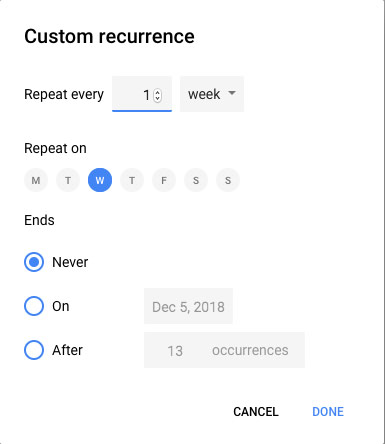 Custom recurrence
Repeat every 1 week
Repeat on
M T W T F S S
Ends
Never
On Dec 5, 2018
After 13 occurrences
CANCEL DONE